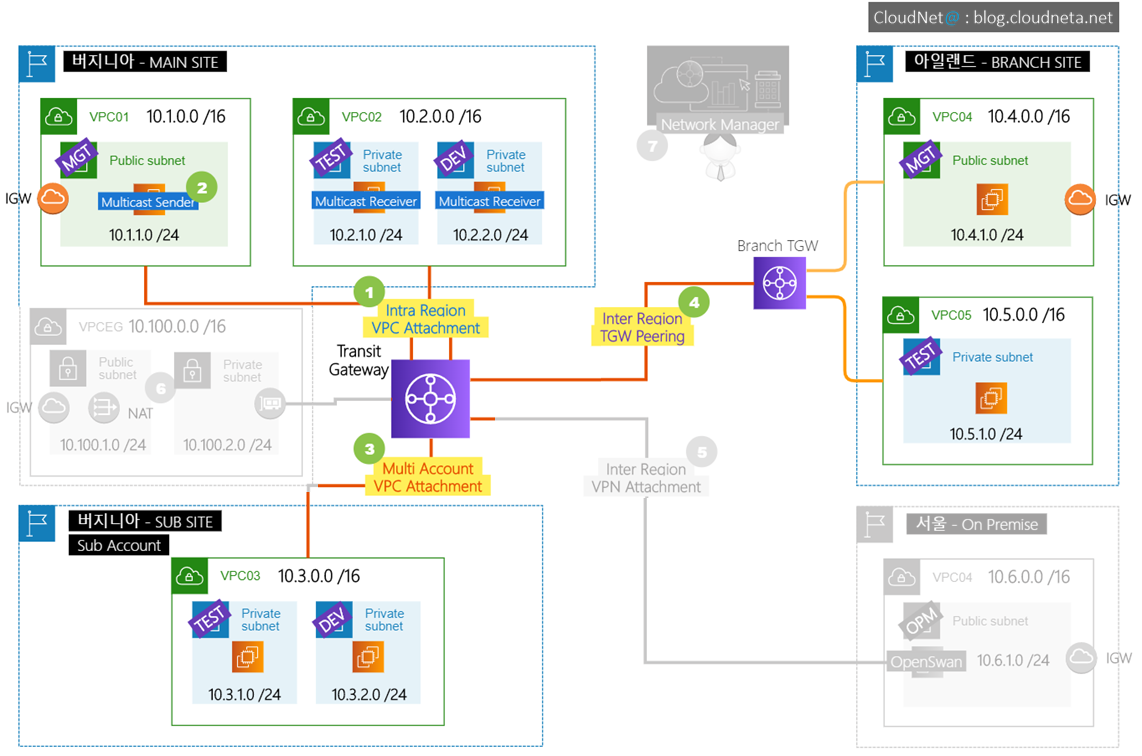 CloudNet@ : blog.cloudneta.net
버지니아 - MAIN SITE
VPC01 10.1.0.0 /16
MGT
Public subnet
2
Multicast Sender
IGW
10.1.1.0 /24
VPC02 10.2.0.0 /16
TEST
Private
subnet
Multicast Receiver
10.2.1.0 /24
DEV
Private
subnet
Multicast Receiver
10.2.2.0 /24
Network Manager
7
아일랜드 - BRANCH SITE
VPC04 10.4.0.0 /16
MGT
Public subnet
IGW
10.4.1.0 /24
Branch TGW
VPC05 10.5.0.0 /16
TEST
Private subnet
10.5.1.0 /24
1
Intra Region
VPC Attachment
4
Inter Region
TGW Peering
Transit
Gateway
VPCEG 10.100.0.0 /16
Public
subnet
6
Private
subnet
IGW
NAT
10.100.1.0 /24
10.100.2.0 /24
3
Multi Account
VPC Attachment
5
Inter Region
VPN Attachment
버지니아 - SUB SITE
Sub Account
VPC03 10.3.0.0 /16
TEST
Private
subnet
10.3.1.0 /24
DEV
Private
subnet
10.3.2.0 /24
서울 - On Premise
VPC04 10.6.0.0 /16
OPM
Public subnet
OpenSwan
10.6.1.0 /24
IGW